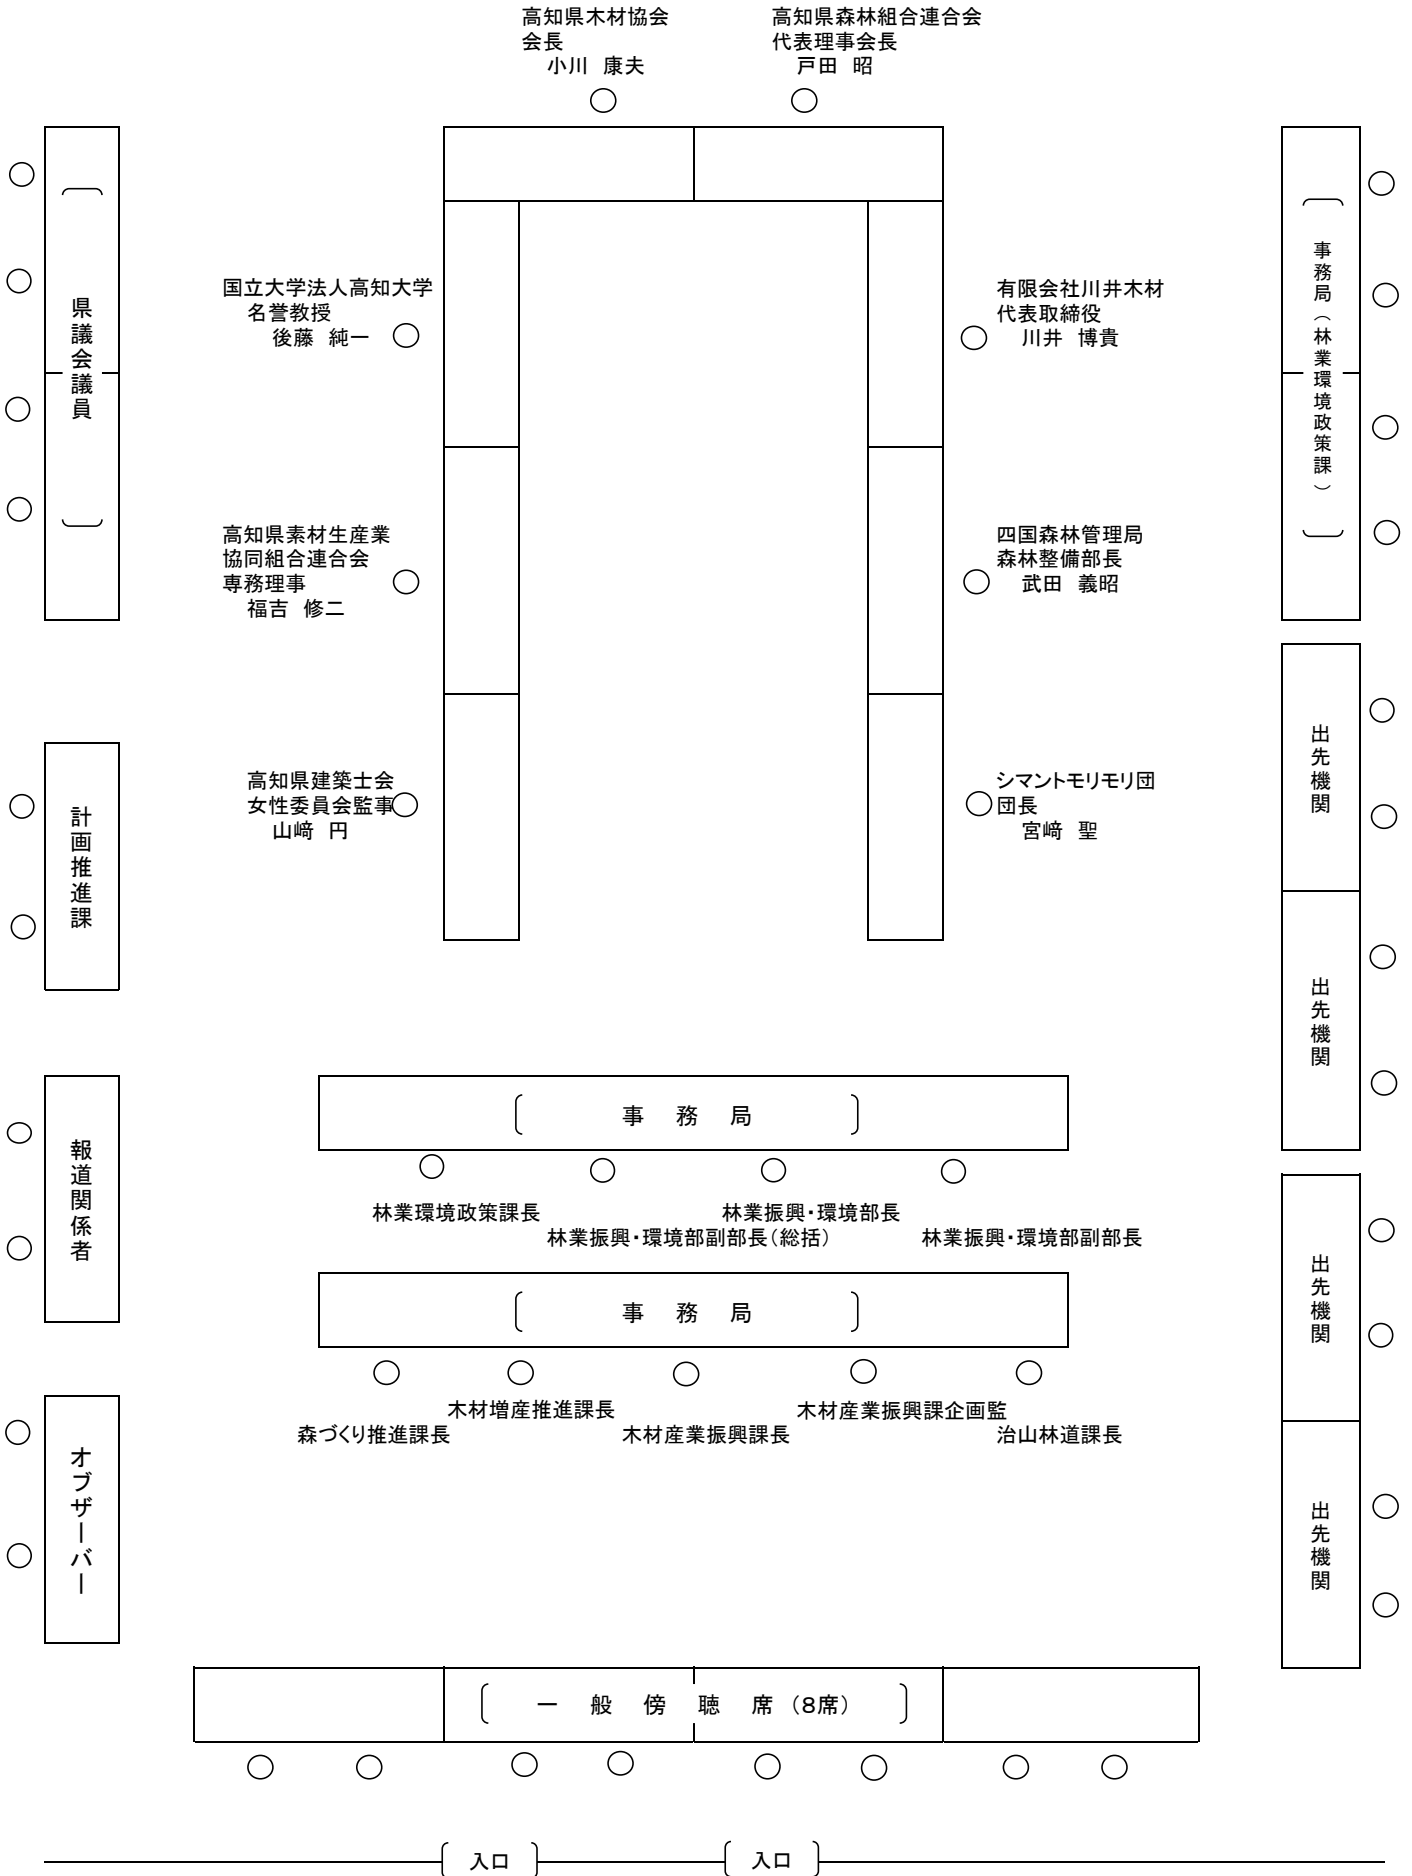 高知県木材協会
会長
小川　康夫
高知県森林組合連合会
代表理事会長
戸田　昭
県議会議員
国立大学法人高知大学
名誉教授
後藤　純一
有限会社川井木材
代表取締役
川井　博貴
事務局（林業環境政策課）
高知県素材生産業
協同組合連合会
専務理事
福吉　修二
四国森林管理局
森林整備部長
武田　義昭
計画推進課
高知県建築士会
女性委員会監事
山﨑　円
シマントモリモリ団
団長
宮﨑　聖
出先機関
出先機関
報道関係者
事　務　局
林業環境政策課長
林業振興・環境部副部長（総括）
林業振興・環境部長
林業振興・環境部副部長
事　務　局
森づくり推進課長
木材増産推進課長
木材産業振興課長
木材産業振興課企画監
治山林道課長
出先機関
出先機関
オブザーバー
一　般　傍　聴　席（8席）
入口
入口